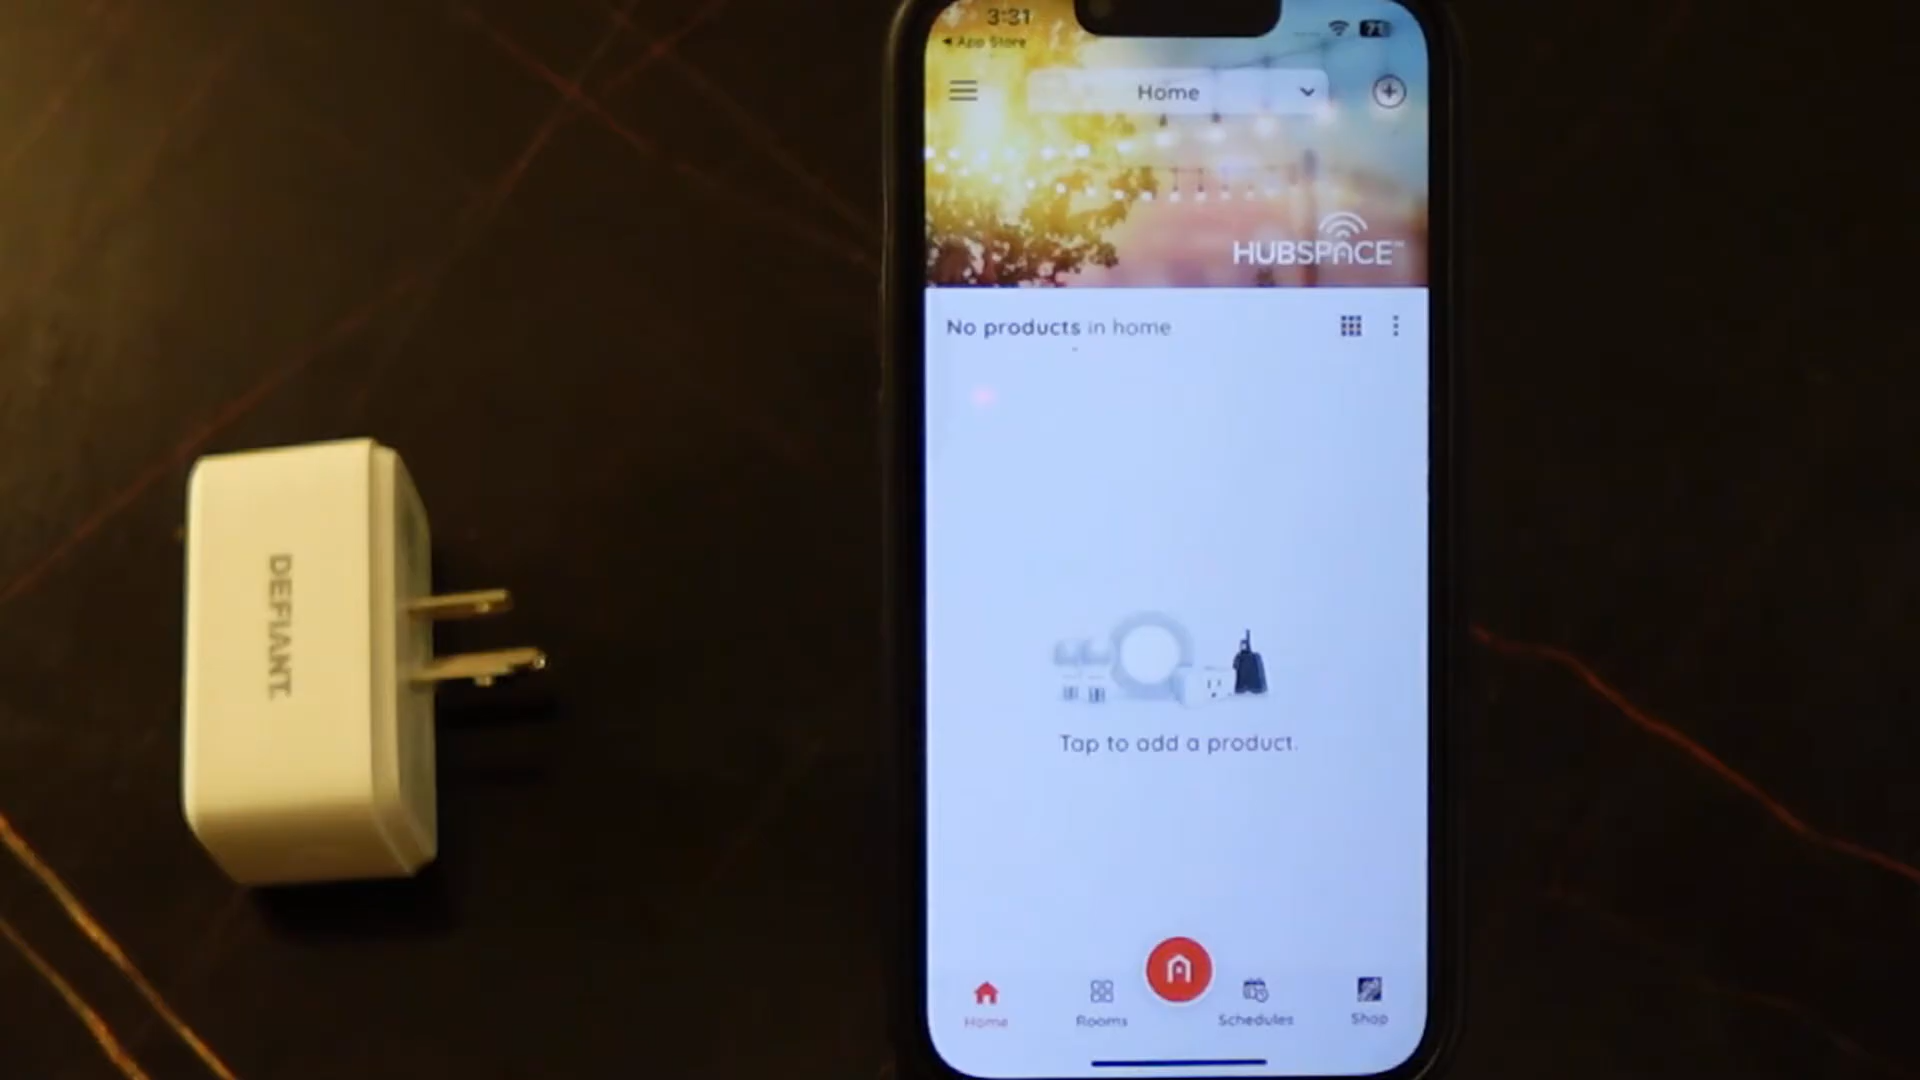 3:31
App Store
71
Home
HUBSPACE
No products in home
DEFIANT
Tap to add a product.
Home
Rooms
Schedules
Shop